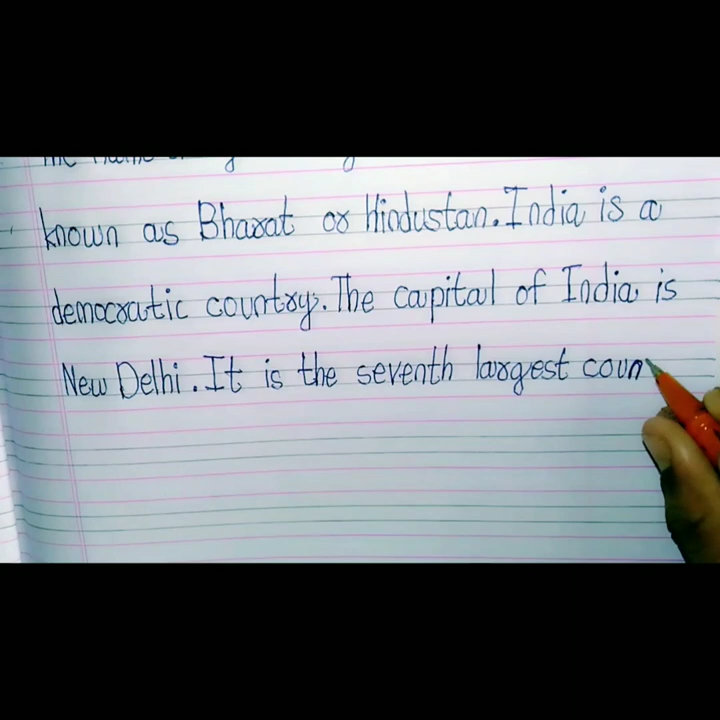 known as Bharat or Hindustan. India is a
democratic country. The capital of India is
New Delhi. It is the seventh largest coun